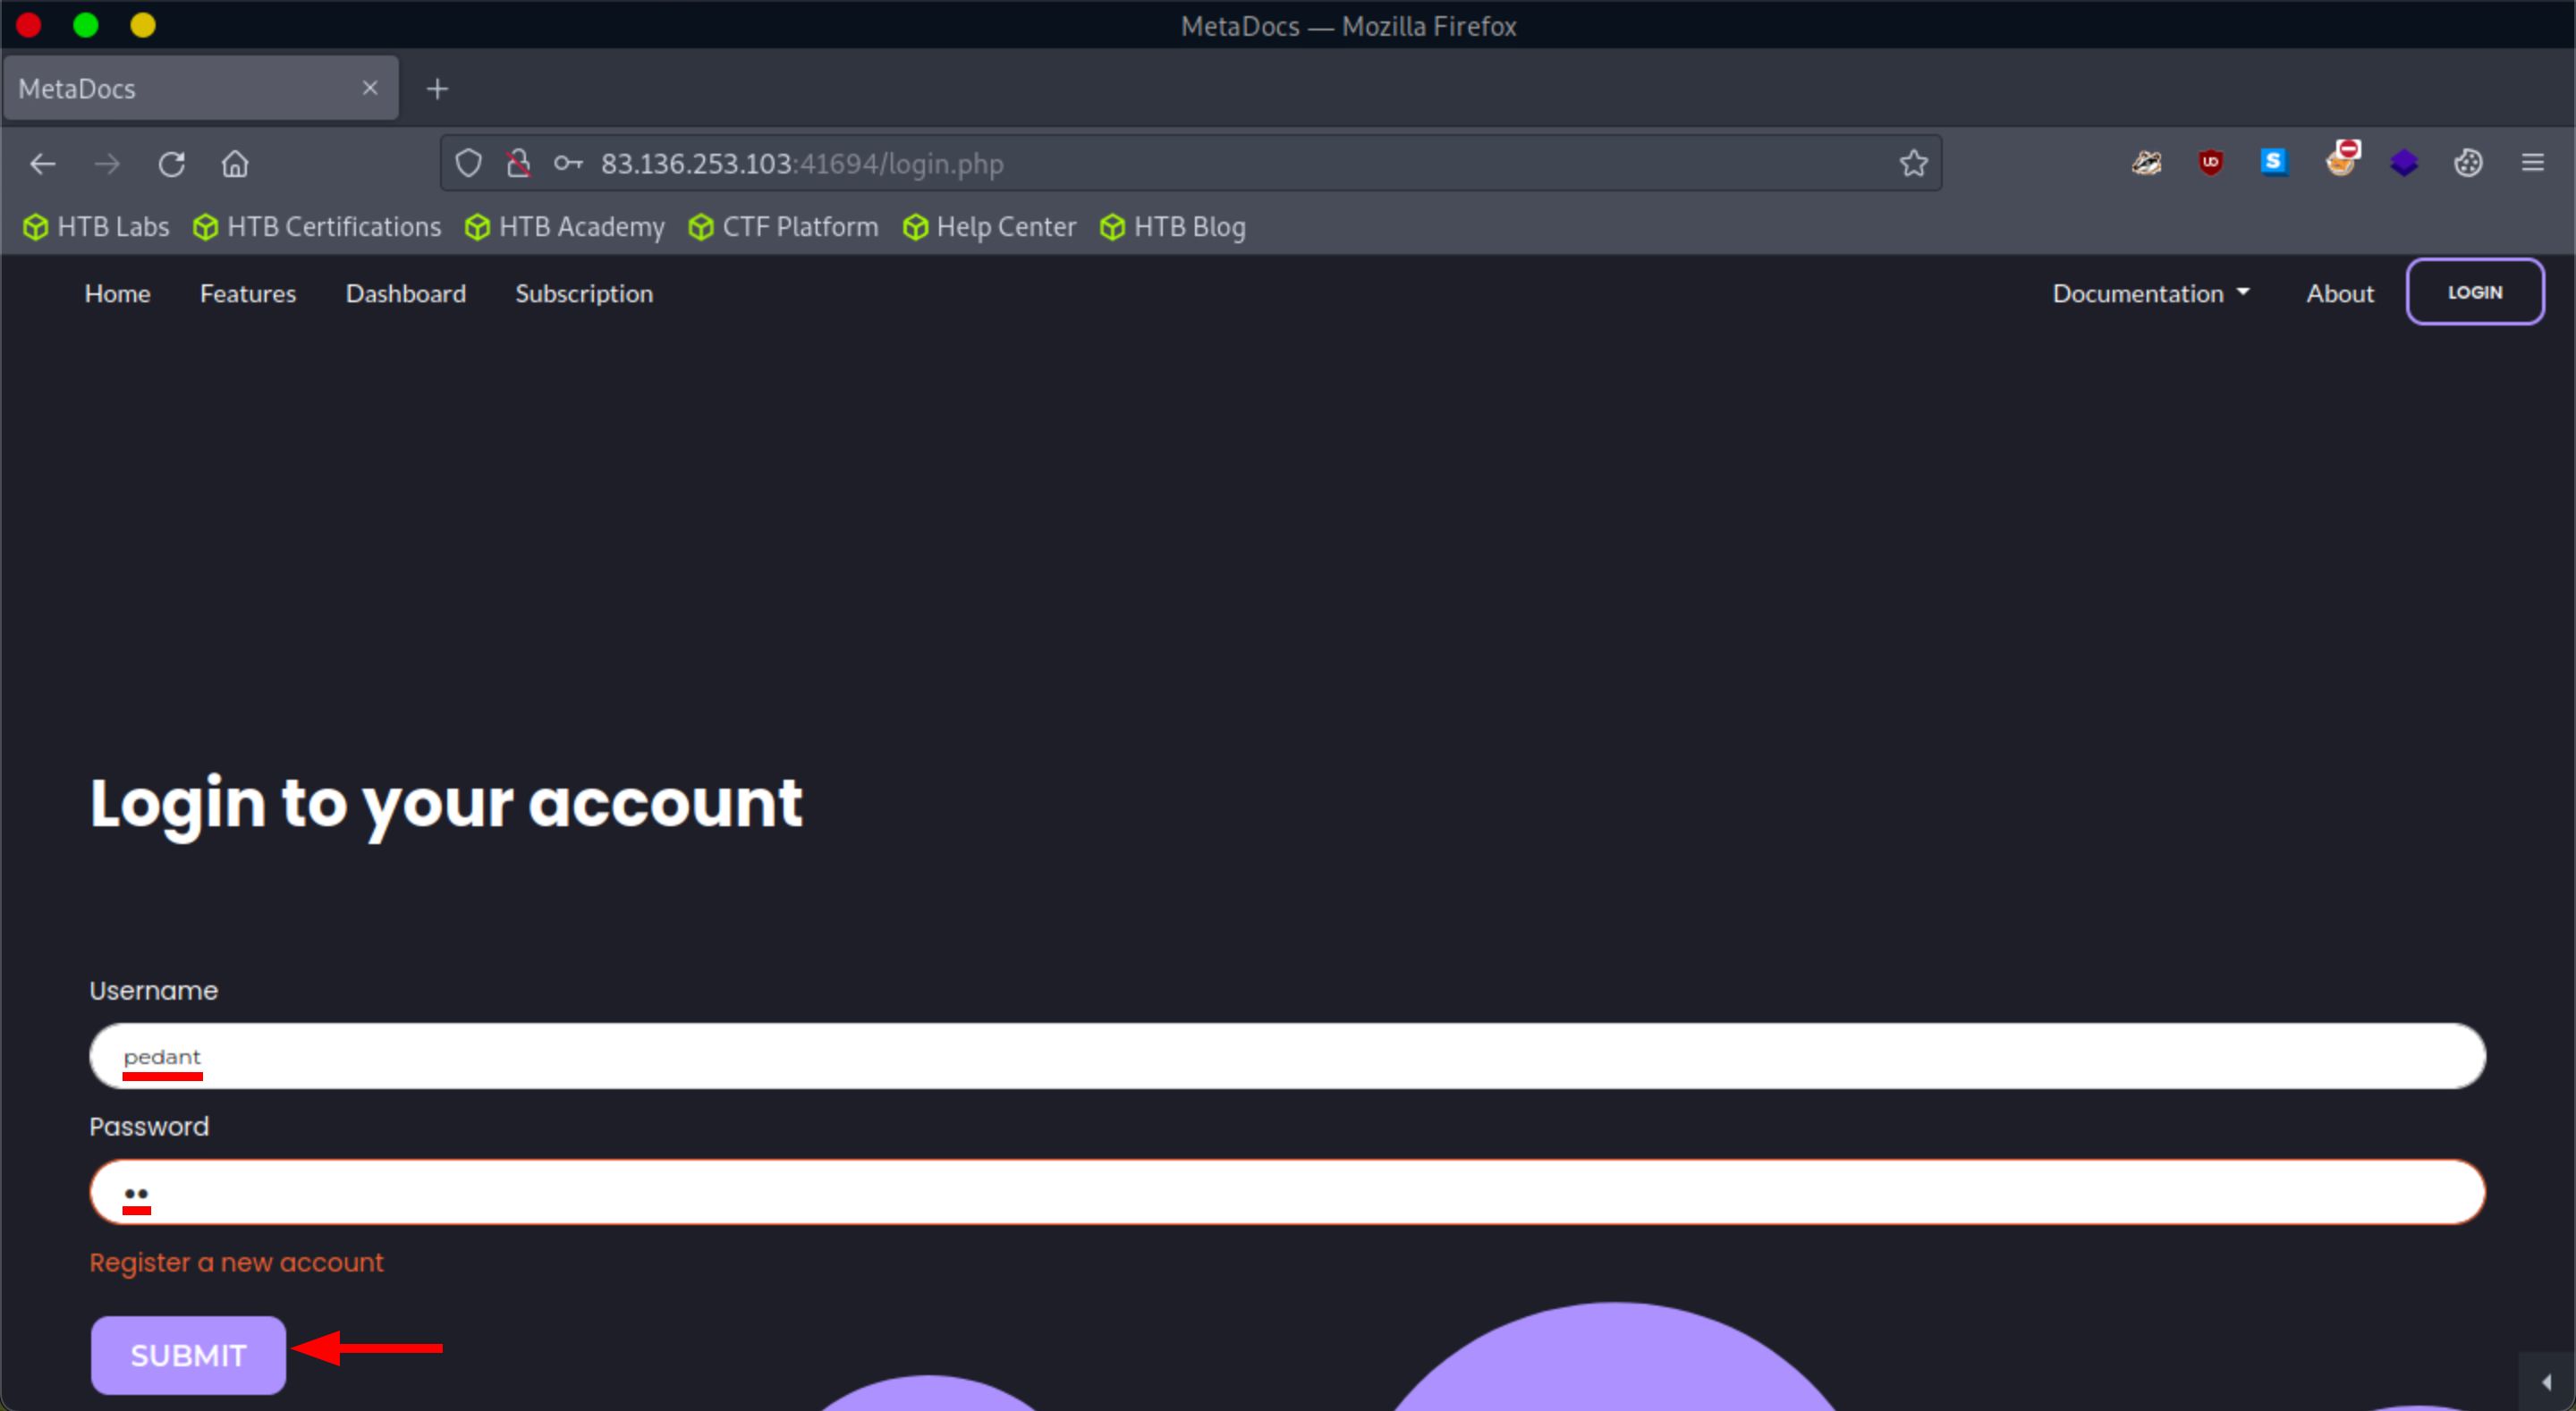 MetaDocs — Mozilla Firefox
MetaDocs
83.136.253.103:41694/login.php
HTB Labs HTB Certifications HTB Academy CTF Platform Help Center HTB Blog
Home Features Dashboard Subscription Documentation About LOGIN
Login to your account
Username
pedant
Password
••
Register a new account
SUBMIT